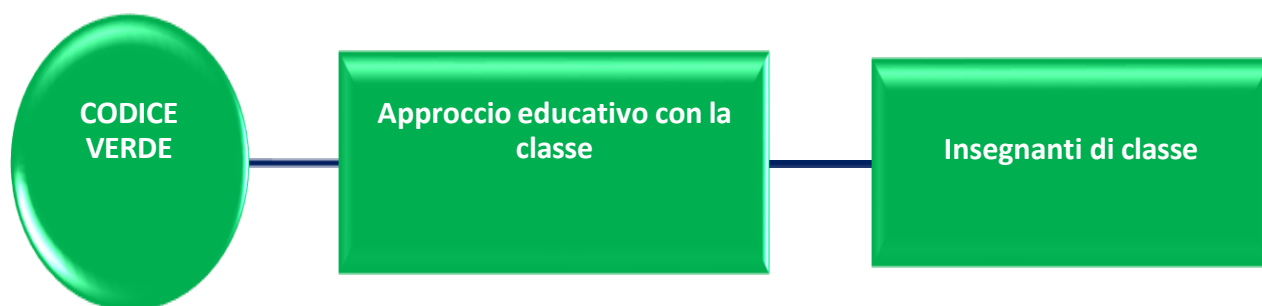 CODICE
VERDE
Approccio educativo con la
classe
Insegnanti di classe